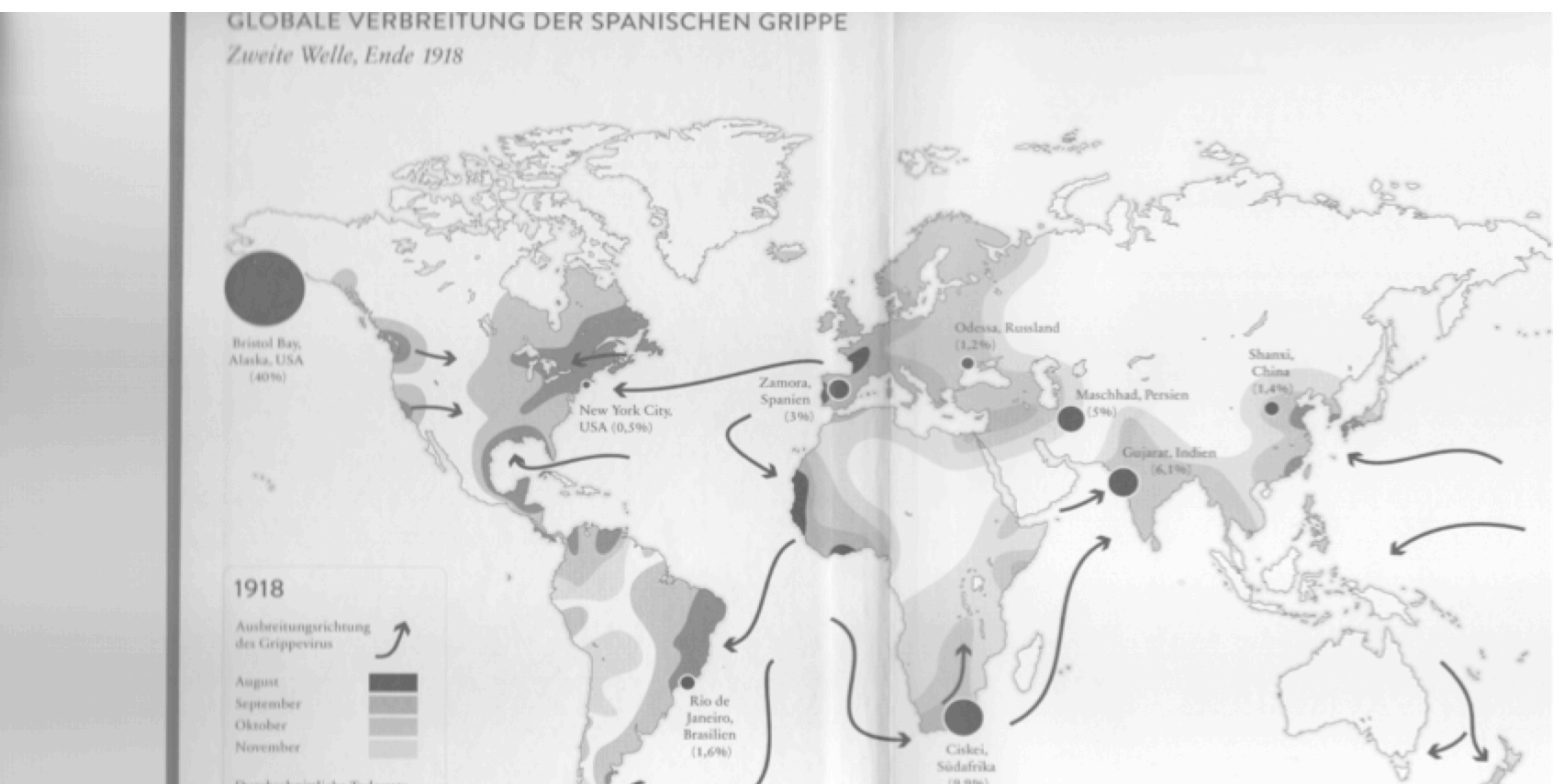 GLOBALE VERBREITUNG DER SPANISCHEN GRIPPE
Zweite Welle, Ende 1918
Bristol Bay,
Alaska, USA
(40%)
New York City,
USA (0,5%)
Zamora,
Spanien
(3%)
Odessa, Russland
(1,2%)
Maschhad, Persien
(5%)
Shanxi,
China
(1,4%)
Gujarat, Indien
(6,1%)
Rio de
Janeiro,
Brasilien
(1,6%)
Ciskei,
Südafrika
1918
Ausbreitungsrichtung
des Grippevirus
August
September
Oktober
November